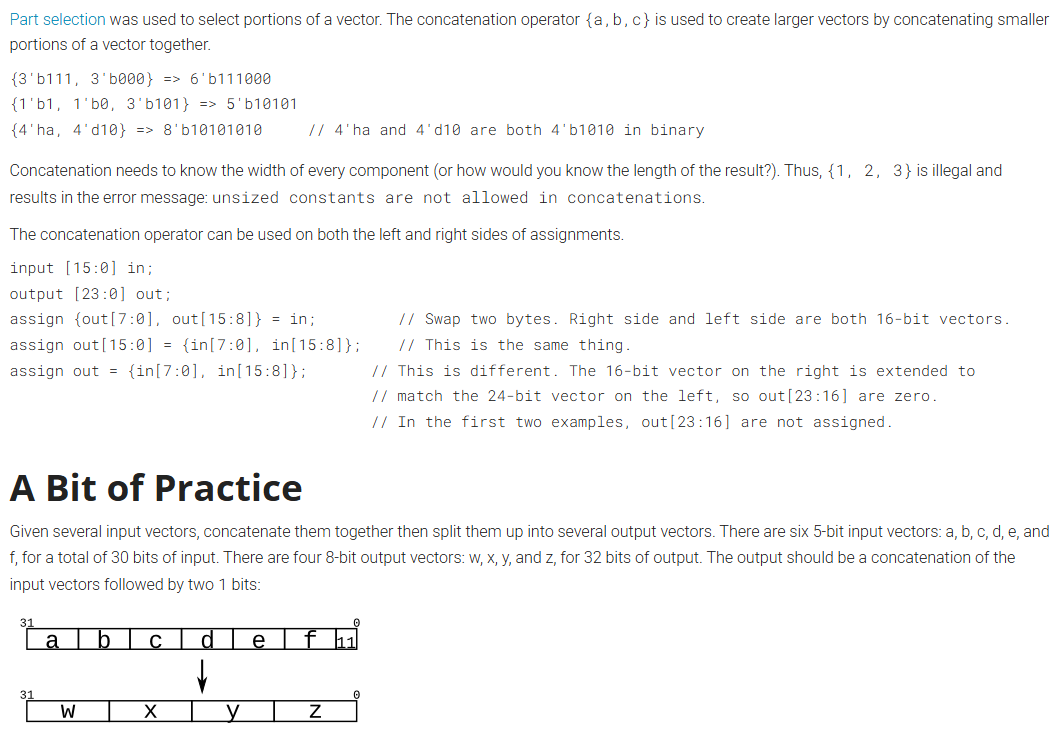 Part selection was used to select portions of a vector. The concatenation operator {a,b,c} is used to create larger vectors by concatenating smaller
portions of a vector together.
{3'b111, 3'b000} => 6'b111000
{1'b1, 1'b0, 3'b101} => 5'b10101
{4'ha, 4'd10} => 8'b10101010 // 4'ha and 4'd10 are both 4'b1010 in binary
Concatenation needs to know the width of every component (or how would you know the length of the result?). Thus, {1, 2, 3} is illegal and
results in the error message: unsized constants are not allowed in concatenations.
The concatenation operator can be used on both the left and right sides of assignments.
input [15:0] in;
output [23:0] out;
assign {out[7:0], out[15:8]} = in; // Swap two bytes. Right side and left side are both 16-bit vectors.
assign out[15:0] = {in[7:0], in[15:8]}; // This is the same thing.
assign out = {in[7:0], in[15:8]}; // This is different. The 16-bit vector on the right is extended to
// match the 24-bit vector on the left, so out[23:16] are zero.
// In the first two examples, out[23:16] are not assigned.
A Bit of Practice
Given several input vectors, concatenate them together then split them up into several output vectors. There are six 5-bit input vectors: a, b, c, d, e, and
f, for a total of 30 bits of input. There are four 8-bit output vectors: w, x, y, and z, for 32 bits of output. The output should be a concatenation of the
input vectors followed by two 1 bits:
31 0
a b c d e f 11
31 0
w x y z